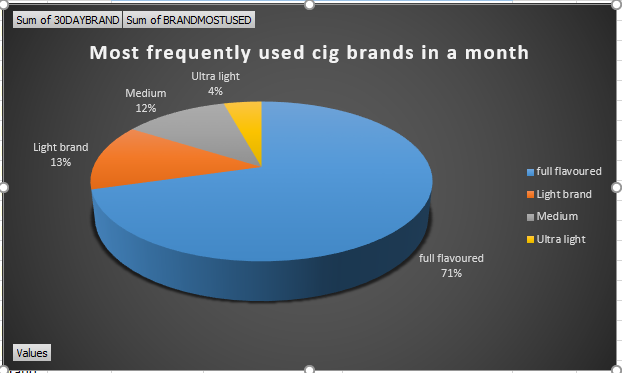 Sum of 30DAYBRAND Sum of BRANDMOSTUSED
Most frequently used cig brands in a month
Ultra light
4%
Medium
12%
Light brand
13%
full flavoured
71%
full flavoured
Light brand
Medium
Ultra light
Values